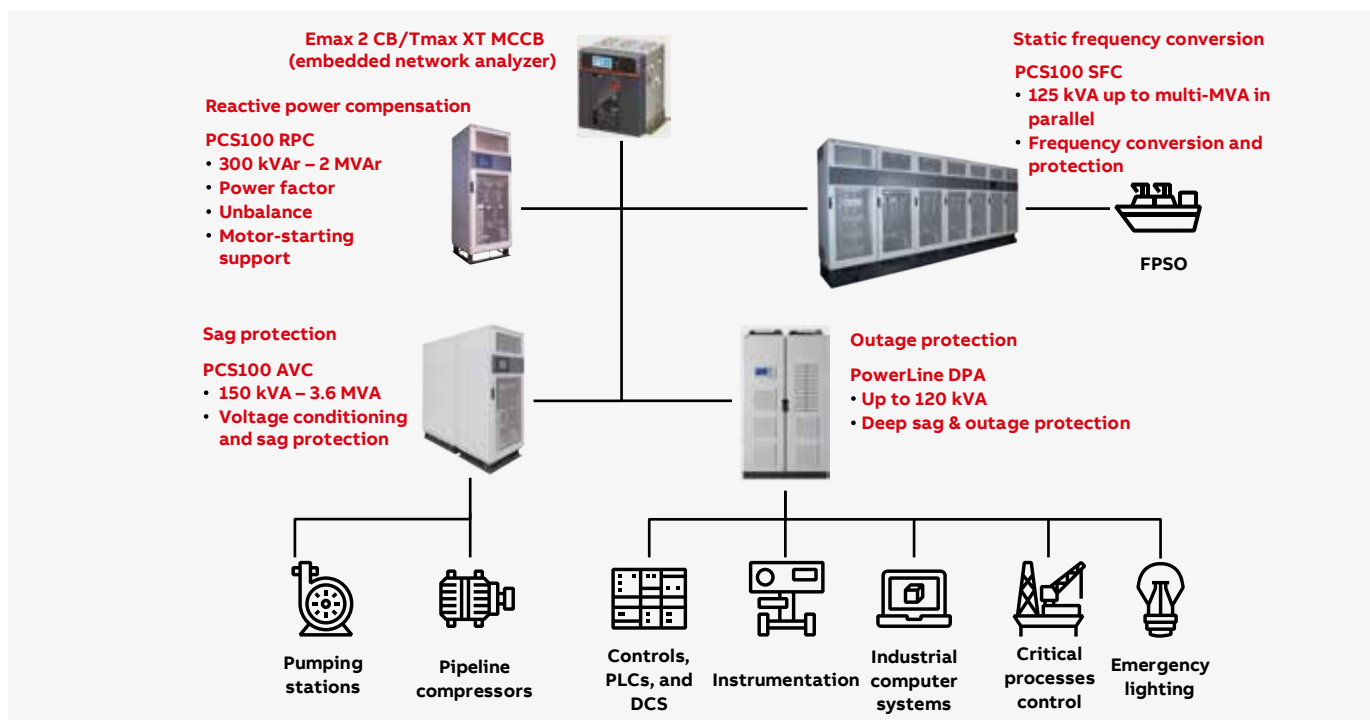 Emax 2 CB/Tmax XT MCCB
(embedded network analyzer)
Static frequency conversion
PCS100 SFC
• 125 kVA up to multi-MVA in
parallel
• Frequency conversion and
protection
Reactive power compensation
PCS100 RPC
• 300 kVAr – 2 MVAr
• Power factor
• Unbalance
• Motor-starting
support
FPSO
Sag protection
PCS100 AVC
• 150 kVA – 3.6 MVA
• Voltage conditioning
and sag protection
Outage protection
PowerLine DPA
• Up to 120 kVA
• Deep sag & outage protection
Pumping
stations
Pipeline
compressors
Controls,
PLCs, and
DCS
Instrumentation
Industrial
computer
systems
Critical
processes
control
Emergency
lighting